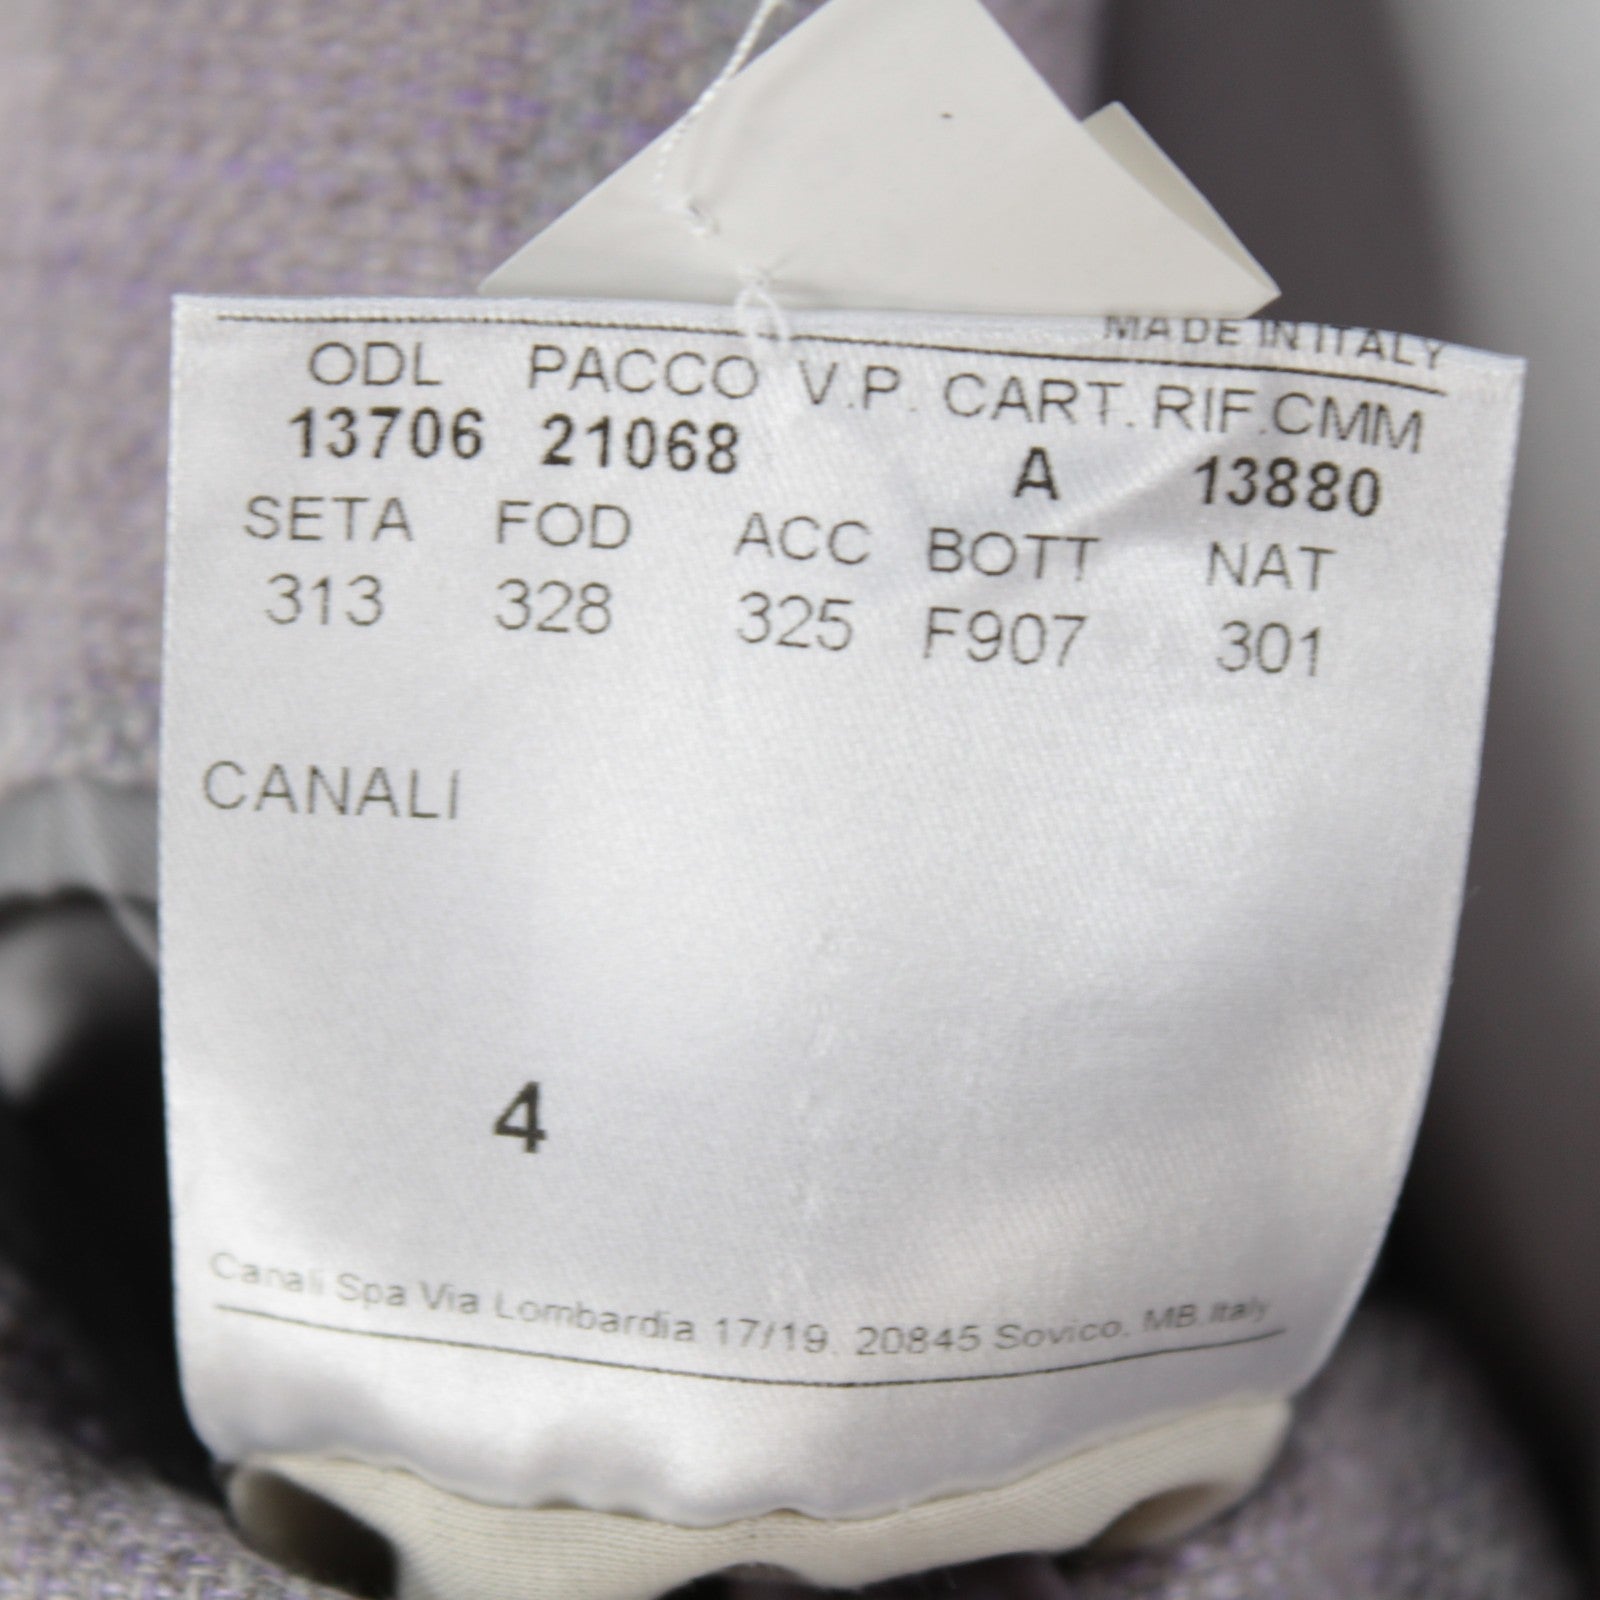 MADE IN ITALY
ODL PACCO V.P. CART. RIF.CMM
13706 21068 A 13880
SETA FOD ACC BOTT NAT
313 328 325 F907 301
CANALI
4
Canali Spa Via Lombardia 17/19. 20845 Sovico, MB.Italy